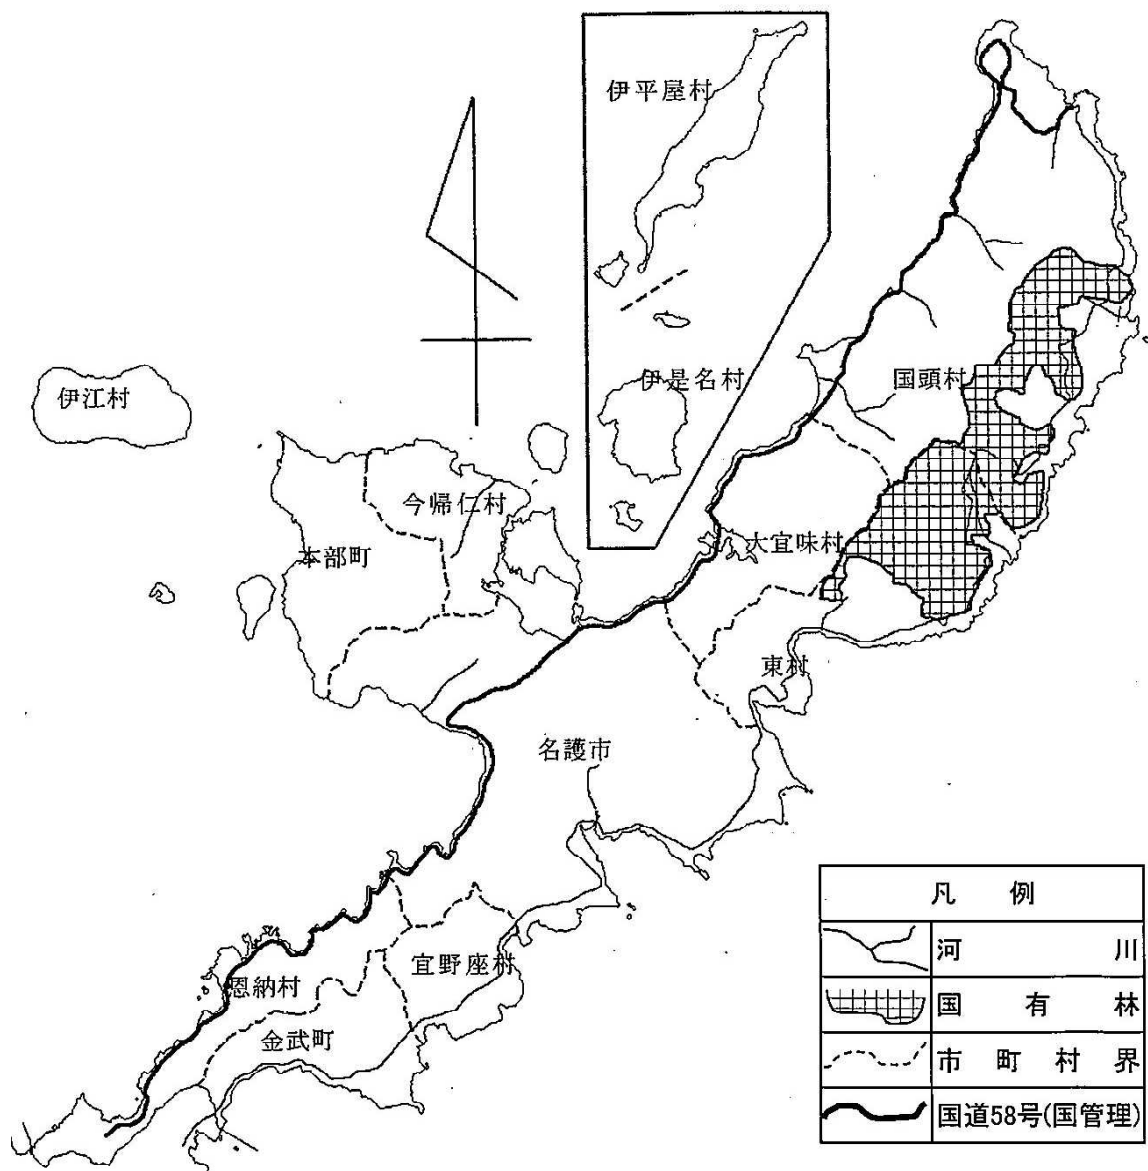 伊平屋村
伊是名村
伊江村
国頭村
今帰仁村
本部町
大宜味村
東村
名護市
宜野座村
恩納村
金武町
凡 例
河 川
国 有 林
市 町 村 界
国道58号(国管理)